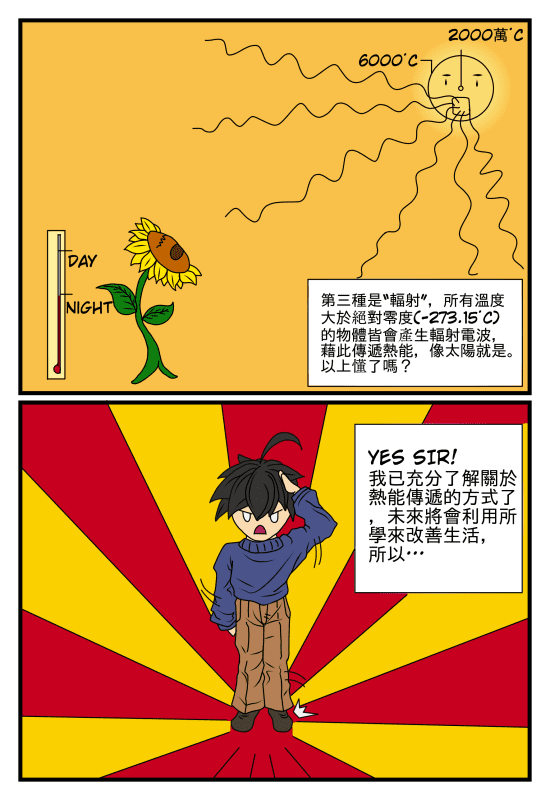 2000萬°C
6000°C
DAY
NIGHT
第三種是“輻射”，所有溫度
大於絕對零度(-273.15°C)
的物體皆會產生輻射電波，
藉此傳遞熱能，像太陽就是。
以上懂了嗎？
YES SIR!
我已充分了解關於
熱能傳遞的方式了
，未來將會利用所
學來改善生活，
所以…